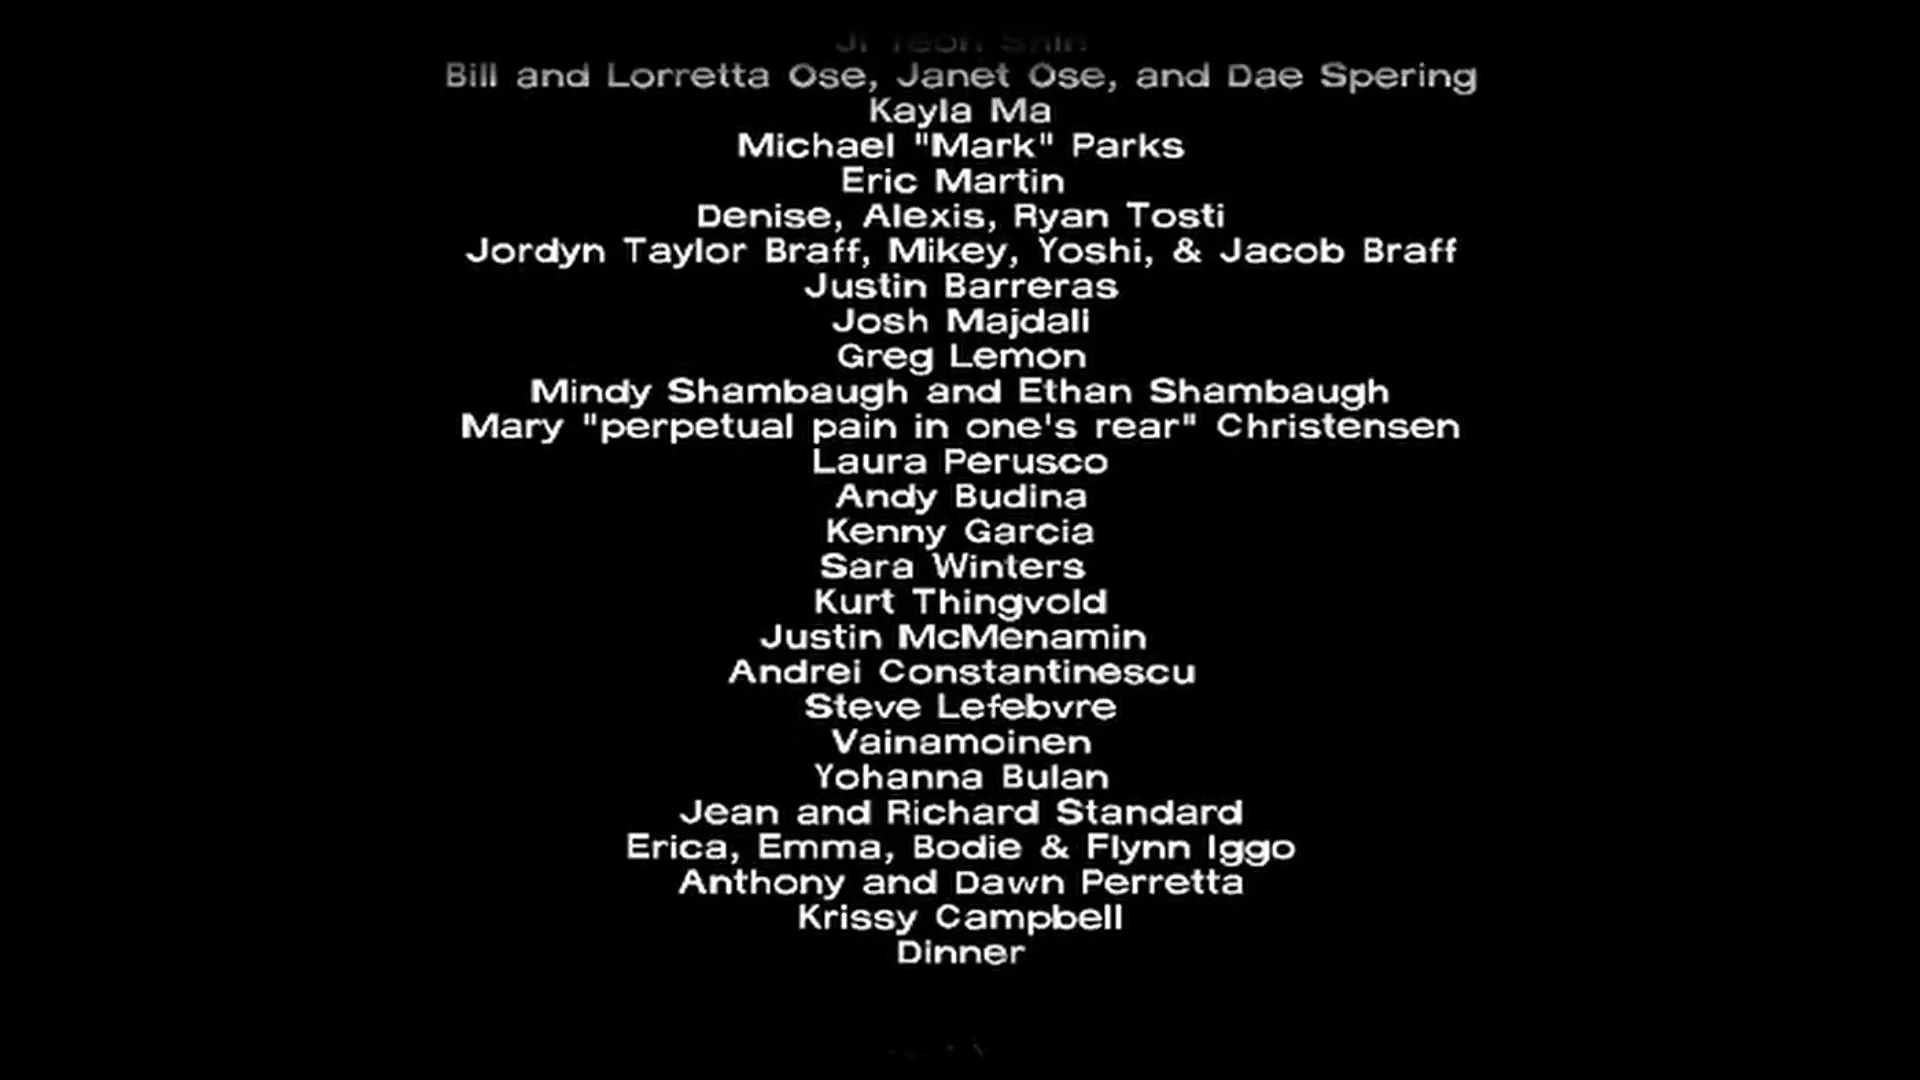 Ji Yeon Shin
Bill and Lorretta Ose, Janet Ose, and Dae Spering
Kayla Ma
Michael "Mark" Parks
Eric Martin
Denise, Alexis, Ryan Tosti
Jordyn Taylor Braff, Mikey, Yoshi, & Jacob Braff
Justin Barreras
Josh Majdali
Greg Lemon
Mindy Shambaugh and Ethan Shambaugh
Mary "perpetual pain in one's rear" Christensen
Laura Perusco
Andy Budina
Kenny Garcia
Sara Winters
Kurt Thingvold
Justin McMenamin
Andrei Constantinescu
Steve Lefebvre
Vainamoinen
Yohanna Bulan
Jean and Richard Standard
Erica, Emma, Bodie & Flynn Iggo
Anthony and Dawn Perretta
Krissy Campbell
Dinner